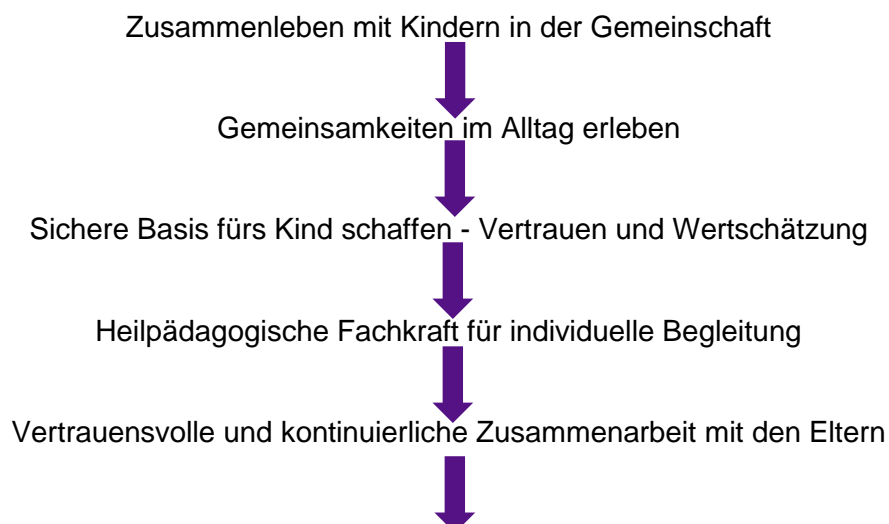 Zusammenleben mit Kindern in der Gemeinschaft
Gemeinsamkeiten im Alltag erleben
Sichere Basis fürs Kind schaffen - Vertrauen und Wertschätzung
Heilpädagogische Fachkraft für individuelle Begleitung
Vertrauensvolle und kontinuierliche Zusammenarbeit mit den Eltern